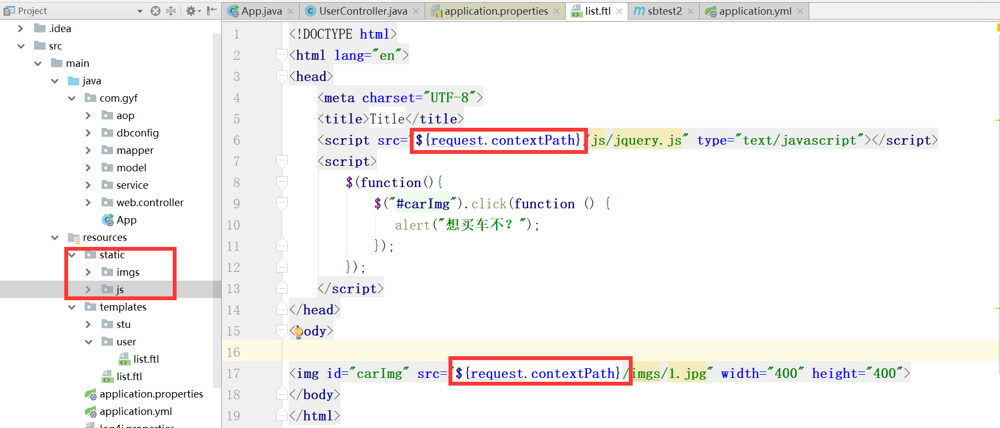 Project
App.java
UserController.java
application.properties
list.ftl
sbtest2
application.yml
.idea
src
main
java
com.gyf
aop
dbconfig
mapper
model
service
web.controller
App
resources
static
imgs
js
templates
stu
user
list.ftl
list.ftl
application.properties
application.yml
log4j.properties
1 <!DOCTYPE html>
2 <html lang="en">
3 <head>
4 <meta charset="UTF-8">
5 <title>Title</title>
6 <script src="${request.contextPath}/js/jquery.js" type="text/javascript"></script>
7 <script>
8 $(function(){
9 $("#carImg").click(function () {
10 alert("想买车不？");
11 });
12 });
13 </script>
14 </head>
15 <body>
16
17 <img id="carImg" src="${request.contextPath}/imgs/1.jpg" width="400" height="400">
18 </body>
19 </html>